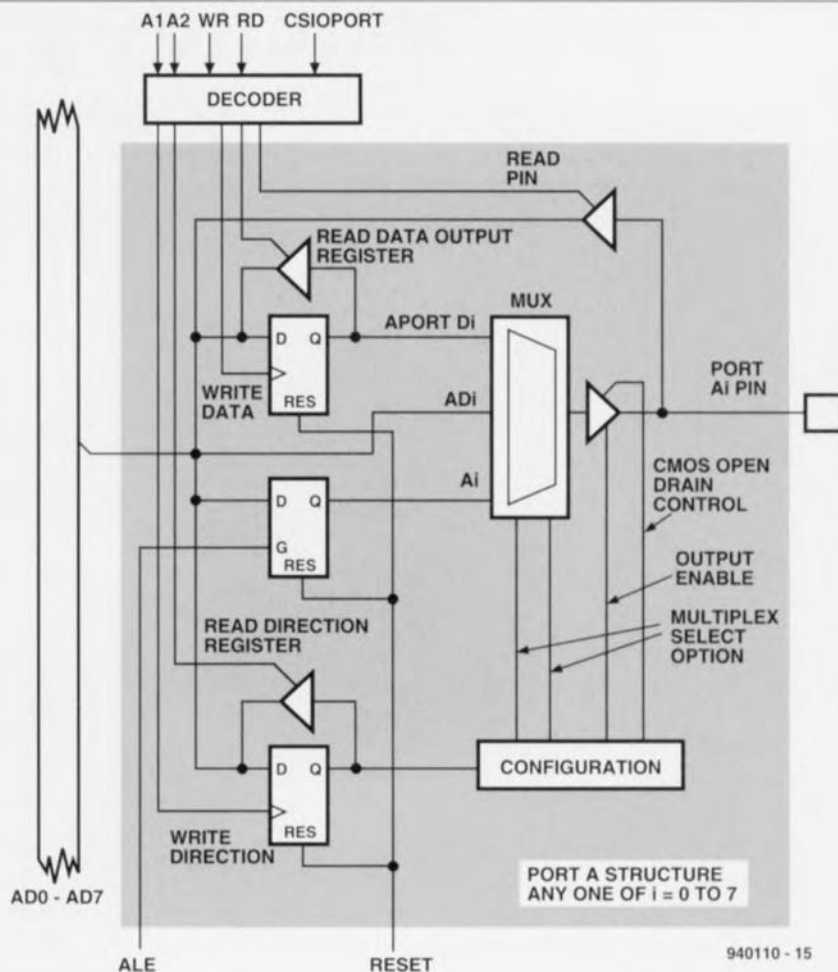 A1 A2 WR RD CSIOPORT
DECODER
READ
PIN
READ DATA OUTPUT
REGISTER
MUX
D Q
APORT Di
WRITE
DATA
RES
ADi
PORT
Ai PIN
Ai
D Q
G
RES
CMOS OPEN
DRAIN
CONTROL
OUTPUT
ENABLE
MULTIPLEX
SELECT
OPTION
READ DIRECTION
REGISTER
D Q
RES
WRITE
DIRECTION
CONFIGURATION
PORT A STRUCTURE
ANY ONE OF i = 0 TO 7
AD0 - AD7
ALE
RESET
940110 - 15